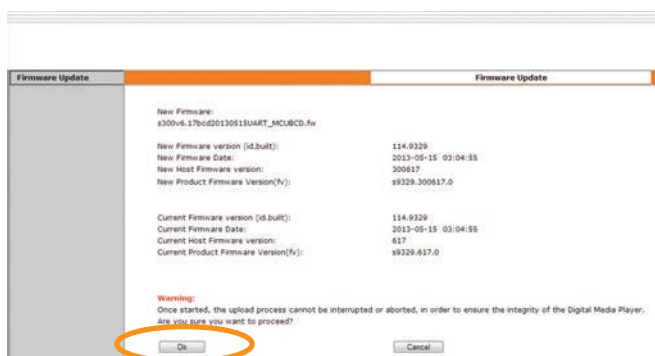 Firmware Update Firmware Update
New Firmware:
s300v6.17bcd20130515UART_MCUBCD.fw
New Firmware version (id.built): 114.9329
New Firmware Date: 2013-05-15 03:04:55
New Host Firmware version: 300617
New Product Firmware Version(fv): s9329.300617.0
Current Firmware version (id.built): 114.9329
Current Firmware Date: 2013-05-15 03:04:55
Current Host Firmware version: 617
Current Product Firmware Version(fv): s9329.617.0
Warning:
Once started, the upload process cannot be interrupted or aborted, in order to ensure the integrity of the Digital Media Player.
Are you sure you want to proceed?
Ok Cancel